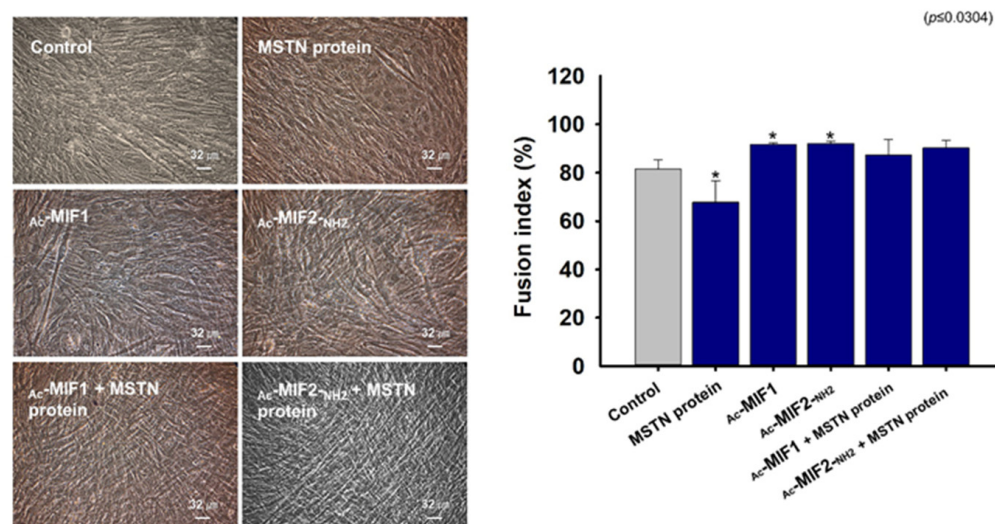 (p≤0.0304)
Control
32 μm
MSTN protein
32 μm
Ac-MIF1
32 μm
Ac-MIF2-NH2
32 μm
Ac-MIF1 + MSTN
protein
32 μm
Ac-MIF2-NH2 + MSTN
protein
32 μm
Fusion index (%)
120
100
80
60
40
20
0
*
*
*
Control
MSTN protein
Ac-MIF1
Ac-MIF2-NH2
Ac-MIF1 + MSTN protein
Ac-MIF2-NH2 + MSTN protein